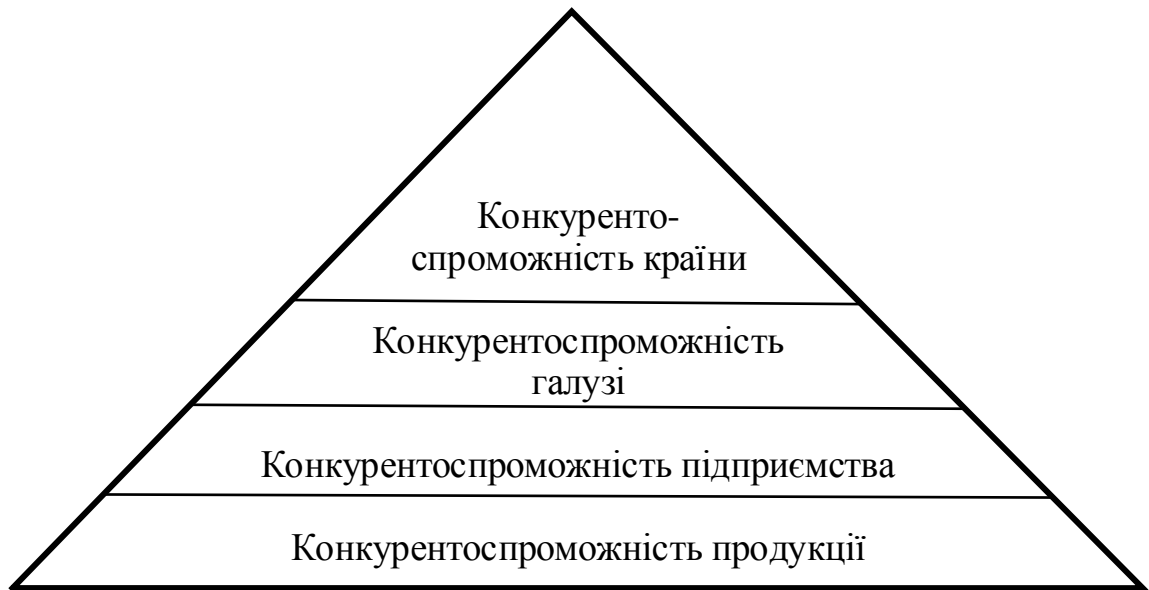 Конкуренто-
спроможність країни
Конкурентоспроможність
галузі
Конкурентоспроможність підприємства
Конкурентоспроможність продукції